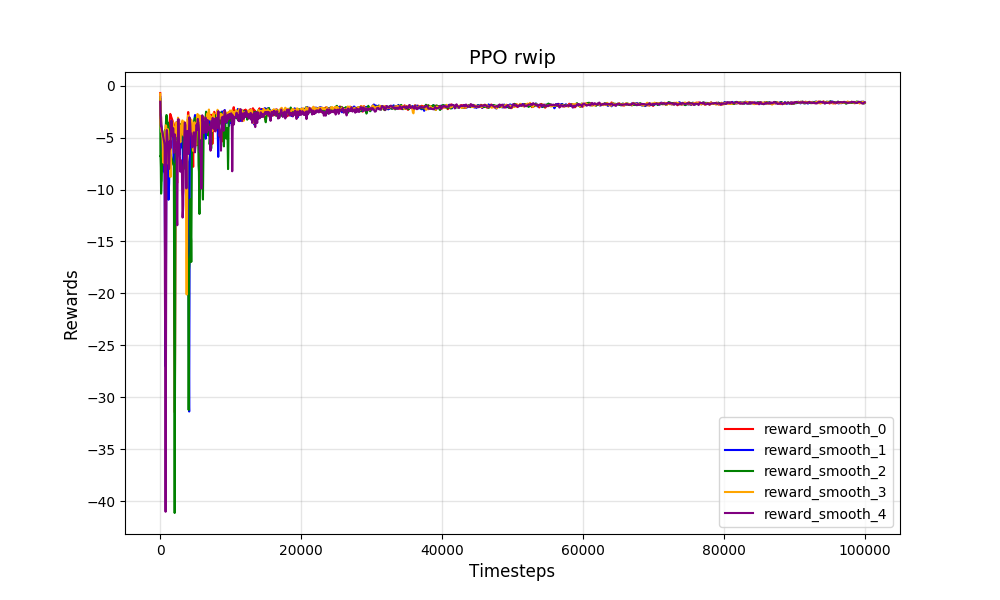 PPO rwip
0
−5
−10
−15
−20
−25
−30
−35
−40
Rewards
reward_smooth_0
reward_smooth_1
reward_smooth_2
reward_smooth_3
reward_smooth_4
0 20000 40000 60000 80000 100000
Timesteps